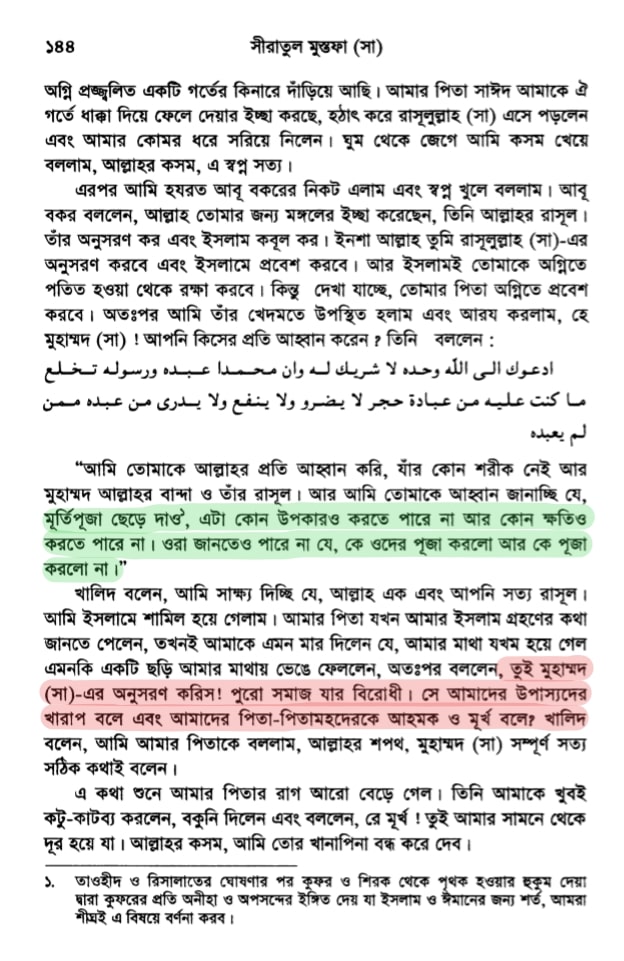 ১৪৪ সীরাতুল মুস্তফা (সা)
অগ্নি প্রজ্জ্বলিত একটি গর্তের কিনারে দাঁড়িয়ে আছি। আমার পিতা সাঈদ আমাকে ঐ
গর্তে ধাক্কা দিয়ে ফেলে দেয়ার ইচ্ছা করছে, হঠাৎ করে রাসূলুল্লাহ (সা) এসে পড়লেন
এবং আমার কোমর ধরে সরিয়ে নিলেন। ঘুম থেকে জেগে আমি কসম খেয়ে
বললাম, আল্লাহর কসম, এ স্বপ্ন সত্য।
এরপর আমি হযরত আবূ বকরের নিকট এলাম এবং স্বপ্ন খুলে বললাম। আবূ
বকর বললেন, আল্লাহ তোমার জন্য মঙ্গলের ইচ্ছা করেছেন, তিনি আল্লাহর রাসূল।
তাঁর অনুসরণ কর এবং ইসলাম কবূল কর। ইনশা আল্লাহ তুমি রাসূলুল্লাহ (সা)-এর
অনুসরণ করবে এবং ইসলামে প্রবেশ করবে। আর ইসলামই তোমাকে অগ্নিতে
পতিত হওয়া থেকে রক্ষা করবে। কিন্তু দেখা যাচ্ছে, তোমার পিতা অগ্নিতে প্রবেশ
করবে। অতঃপর আমি তাঁর খেদমতে উপস্থিত হলাম এবং আরয করলাম, হে
মুহাম্মদ (সা) ! আপনি কিসের প্রতি আহ্বান করেন ? তিনি বললেন :
ادعوك الى الله وحده لا شريك له وان محمدا عبده ورسوله تخلع
ما كنت عليه من عبادة حجر لا يضرو ولا ينفع ولا يدرى من عبده ممن
لم يعبده
“আমি তোমাকে আল্লাহর প্রতি আহ্বান করি, যাঁর কোন শরীক নেই আর
মুহাম্মদ আল্লাহর বান্দা ও তাঁর রাসূল। আর আমি তোমাকে আহ্বান জানাচ্ছি যে,
মূর্তিপূজা ছেড়ে দাও১, এটা কোন উপকারও করতে পারে না আর কোন ক্ষতিও
করতে পারে না। ওরা জানতেও পারে না যে, কে ওদের পূজা করলো আর কে পূজা
করলো না।”
খালিদ বলেন, আমি সাক্ষ্য দিচ্ছি যে, আল্লাহ এক এবং আপনি সত্য রাসূল।
আমি ইসলামে শামিল হয়ে গেলাম। আমার পিতা যখন আমার ইসলাম গ্রহণের কথা
জানতে পেলেন, তখনই আমাকে এমন মার দিলেন যে, আমার মাথা যখম হয়ে গেল
এমনকি একটি ছড়ি আমার মাথায় ভেঙে ফেললেন, অতঃপর বললেন, তুই মুহাম্মদ
(সা)-এর অনুসরণ করিস! পুরো সমাজ যার বিরোধী। সে আমাদের উপাস্যদের
খারাপ বলে এবং আমাদের পিতা-পিতামহদেরকে আহমক ও মূর্খ বলে? খালিদ
বলেন, আমি আমার পিতাকে বললাম, আল্লাহর শপথ, মুহাম্মদ (সা) সম্পূর্ণ সত্য
সঠিক কথাই বলেন।
এ কথা শুনে আমার পিতার রাগ আরো বেড়ে গেল। তিনি আমাকে খুবই
কটু-কাটব্য করলেন, বকুনি দিলেন এবং বললেন, রে মূর্খ ! তুই আমার সামনে থেকে
দূর হয়ে যা। আল্লাহর কসম, আমি তোর খানাপিনা বন্ধ করে দেব।
১. তাওহীদ ও রিসালাতের ঘোষণার পর কুফর ও শিরক থেকে পৃথক হওয়ার হুকুম দেয়া
দ্বারা কুফরের প্রতি অনীহা ও অপসন্দের ইঙ্গিত দেয় যা ইসলাম ও ঈমানের জন্য শর্ত, আমরা
শীঘ্রই এ বিষয়ে বর্ণনা করব।